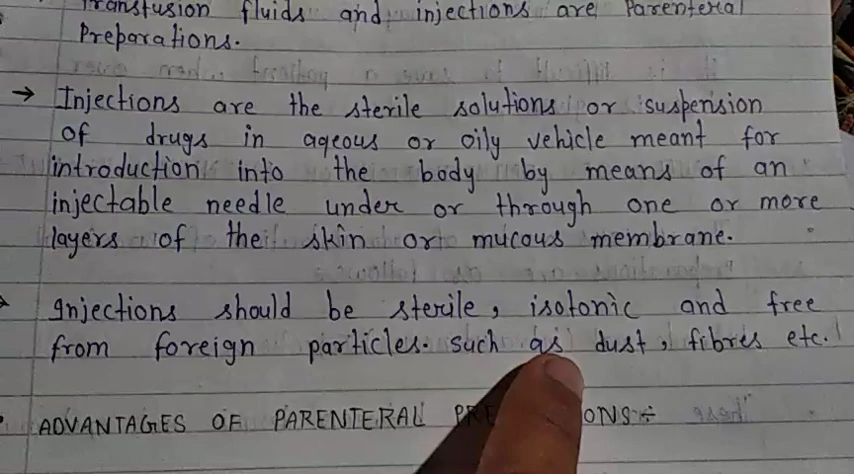 Transfusion fluids and injections are Parenteral
Preparations.
→ Injections are the sterile solutions or suspension
of drugs in aqeous or oily vehicle meant for
introduction into the body by means of an
injectable needle under or through one or more
layers of the skin or mucous membrane.
→ Injections should be sterile, isotonic and free
from foreign particles. such as dust, fibres etc.
ADVANTAGES OF PARENTERAL PRE IONS÷